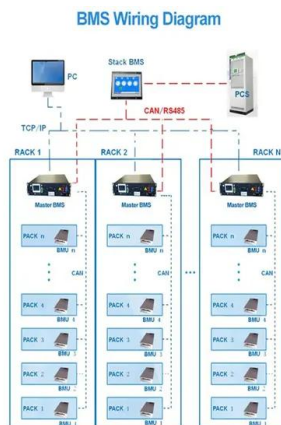 BMS Wiring Diagram
PC
Stack BMS
PCS
CAN/RS485
TCP/IP
RACK 1
RACK 2
RACK N
Master BMS
Master BMS
Master BMS
PACK n
PACK n
PACK n
BMU n
BMU n
BMU n
CAN
CAN
CAN
PACK 4
PACK 4
PACK 4
BMU 4
BMU 4
BMU 4
PACK 3
PACK 3
PACK 3
BMU 3
BMU 3
BMU 3
PACK 2
PACK 2
PACK 2
BMU 2
BMU 2
BMU 2
PACK 1
PACK 1
PACK 1